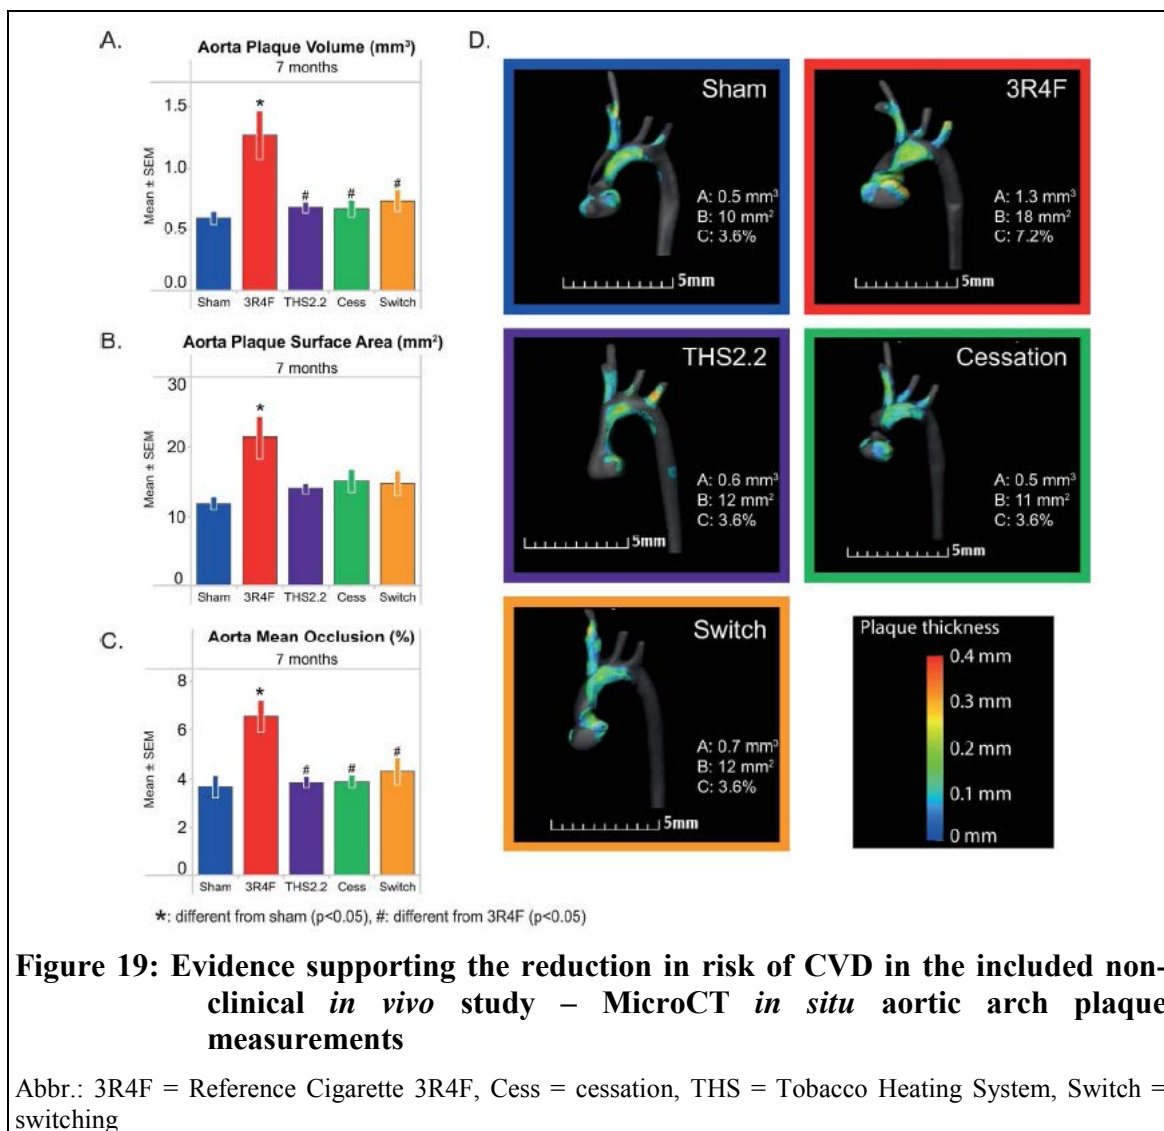 A.
Aorta Plaque Volume (mm³)
7 months
Mean ± SEM
1.5
1.0
0.5
0.0
*
#
#
#
Sham 3R4F THS2.2 Cess Switch
B.
Aorta Plaque Surface Area (mm²)
7 months
Mean ± SEM
30
20
10
0
*
Sham 3R4F THS2.2 Cess Switch
C.
Aorta Mean Occlusion (%)
7 months
Mean ± SEM
8
6
4
2
0
*
#
#
#
Sham 3R4F THS2.2 Cess Switch
D.
Sham
A: 0.5 mm³
B: 10 mm²
C: 3.6%
5mm
3R4F
A: 1.3 mm³
B: 18 mm²
C: 7.2%
5mm
THS2.2
A: 0.6 mm³
B: 12 mm²
C: 3.6%
5mm
Cessation
A: 0.5 mm³
B: 11 mm²
C: 3.6%
5mm
Switch
A: 0.7 mm³
B: 12 mm²
C: 3.6%
5mm
Plaque thickness
0.4 mm
0.3 mm
0.2 mm
0.1 mm
0 mm
*: different from sham (p<0.05), #: different from 3R4F (p<0.05)
Figure 19: Evidence supporting the reduction in risk of CVD in the included non-
clinical in vivo study – MicroCT in situ aortic arch plaque
measurements
Abbr.: 3R4F = Reference Cigarette 3R4F, Cess = cessation, THS = Tobacco Heating System, Switch =
switching